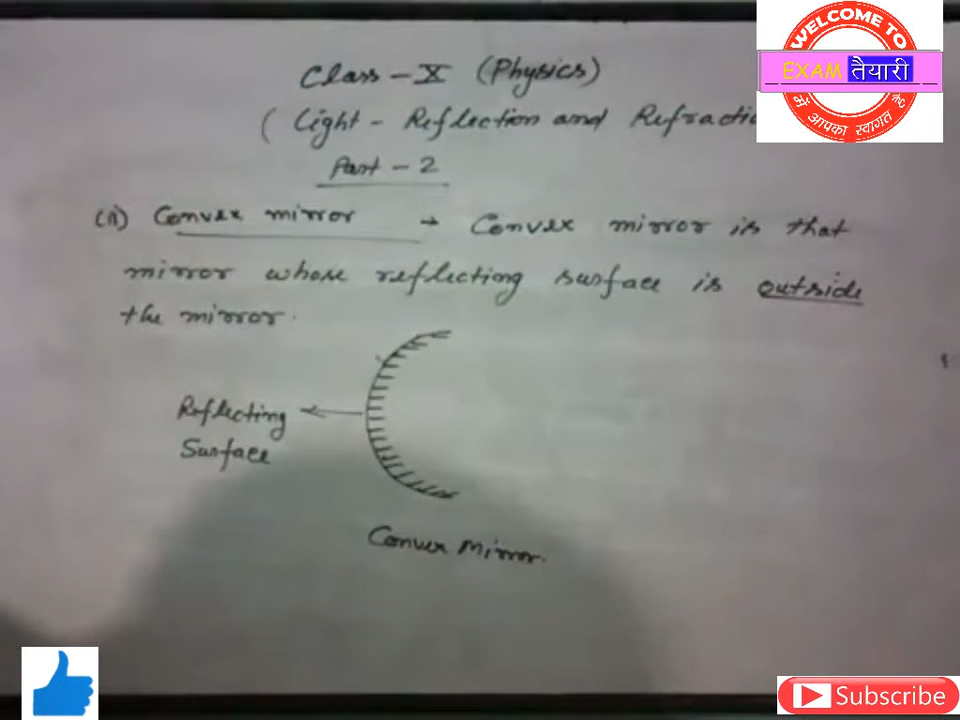 WELCOME TO
EXAM तैयारी
में आपका स्वागत है
Class - X (Physics)
( Light - Reflection and Refractio
Part - 2
(ii) Convex mirror → Convex mirror is that
mirror whose reflecting surface is outside
the mirror.
Reflecting
Surface
Convex Mirror.
Subscribe